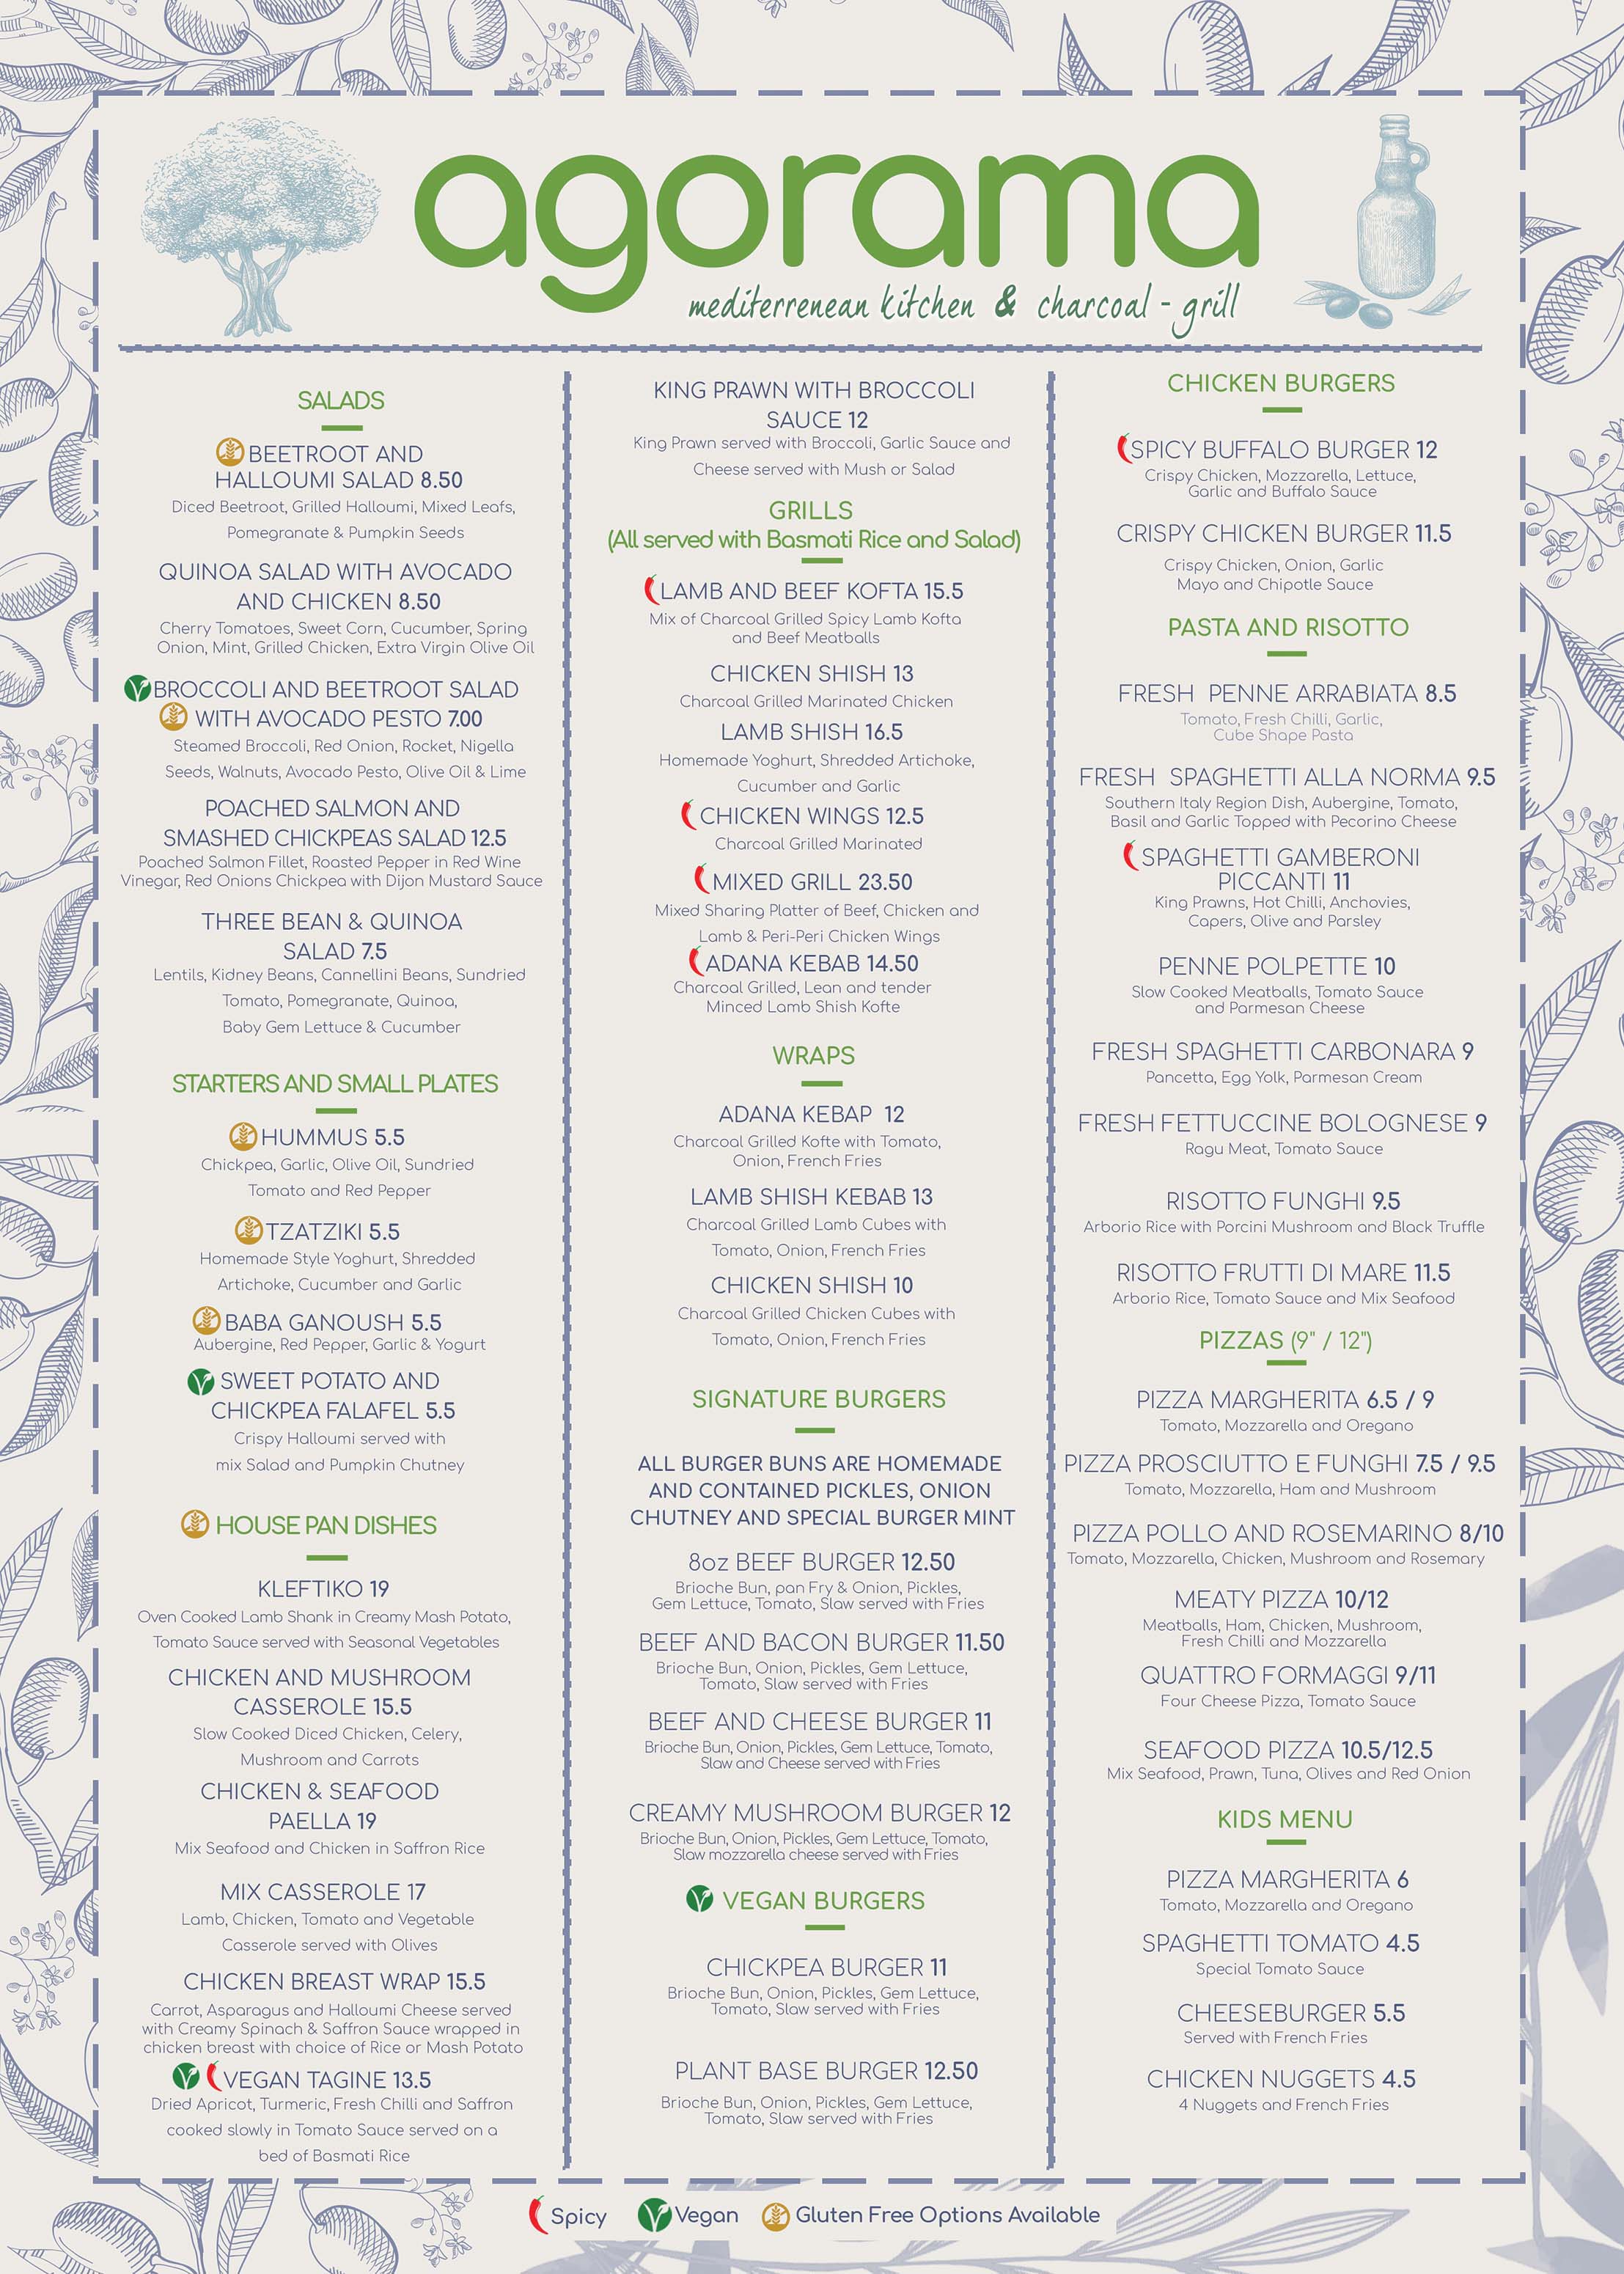 agorama
mediterrenean kitchen & charcoal - grill
SALADS
BEETROOT AND
HALLOUMI SALAD 8.50
Diced Beetroot, Grilled Halloumi, Mixed Leafs,
Pomegranate & Pumpkin Seeds
QUINOA SALAD WITH AVOCADO
AND CHICKEN 8.50
Cherry Tomatoes, Sweet Corn, Cucumber, Spring
Onion, Mint, Grilled Chicken, Extra Virgin Olive Oil
BROCCOLI AND BEETROOT SALAD
WITH AVOCADO PESTO 7.00
Steamed Broccoli, Red Onion, Rocket, Nigella
Seeds, Walnuts, Avocado Pesto, Olive Oil & Lime
POACHED SALMON AND
SMASHED CHICKPEAS SALAD 12.5
Poached Salmon Fillet, Roasted Pepper in Red Wine
Vinegar, Red Onions Chickpea with Dijon Mustard Sauce
THREE BEAN & QUINOA
SALAD 7.5
Lentils, Kidney Beans, Cannellini Beans, Sundried
Tomato, Pomegranate, Quinoa,
Baby Gem Lettuce & Cucumber
STARTERS AND SMALL PLATES
HUMMUS 5.5
Chickpea, Garlic, Olive Oil, Sundried
Tomato and Red Pepper
TZATZIKI 5.5
Homemade Style Yoghurt, Shredded
Artichoke, Cucumber and Garlic
BABA GANOUSH 5.5
Aubergine, Red Pepper, Garlic & Yogurt
SWEET POTATO AND
CHICKPEA FALAFEL 5.5
Crispy Halloumi served with
mix Salad and Pumpkin Chutney
HOUSE PAN DISHES
KLEFTIKO 19
Oven Cooked Lamb Shank in Creamy Mash Potato,
Tomato Sauce served with Seasonal Vegetables
CHICKEN AND MUSHROOM
CASSEROLE 15.5
Slow Cooked Diced Chicken, Celery,
Mushroom and Carrots
CHICKEN & SEAFOOD
PAELLA 19
Mix Seafood and Chicken in Saffron Rice
MIX CASSEROLE 17
Lamb, Chicken, Tomato and Vegetable
Casserole served with Olives
CHICKEN BREAST WRAP 15.5
Carrot, Asparagus and Halloumi Cheese served
with Creamy Spinach & Saffron Sauce wrapped in
chicken breast with choice of Rice or Mash Potato
VEGAN TAGINE 13.5
Dried Apricot, Turmeric, Fresh Chilli and Saffron
cooked slowly in Tomato Sauce served on a
bed of Basmati Rice
KING PRAWN WITH BROCCOLI
SAUCE 12
King Prawn served with Broccoli, Garlic Sauce and
Cheese served with Mush or Salad
GRILLS
(All served with Basmati Rice and Salad)
LAMB AND BEEF KOFTA 15.5
Mix of Charcoal Grilled Spicy Lamb Kofta
and Beef Meatballs
CHICKEN SHISH 13
Charcoal Grilled Marinated Chicken
LAMB SHISH 16.5
Homemade Yoghurt, Shredded Artichoke,
Cucumber and Garlic
CHICKEN WINGS 12.5
Charcoal Grilled Marinated
MIXED GRILL 23.50
Mixed Sharing Platter of Beef, Chicken and
Lamb & Peri-Peri Chicken Wings
ADANA KEBAB 14.50
Charcoal Grilled, Lean and tender
Minced Lamb Shish Kofte
WRAPS
ADANA KEBAP 12
Charcoal Grilled Kofte with Tomato,
Onion, French Fries
LAMB SHISH KEBAB 13
Charcoal Grilled Lamb Cubes with
Tomato, Onion, French Fries
CHICKEN SHISH 10
Charcoal Grilled Chicken Cubes with
Tomato, Onion, French Fries
SIGNATURE BURGERS
ALL BURGER BUNS ARE HOMEMADE
AND CONTAINED PICKLES, ONION
CHUTNEY AND SPECIAL BURGER MINT
8oz BEEF BURGER 12.50
Brioche Bun, pan Fry & Onion, Pickles,
Gem Lettuce, Tomato, Slaw served with Fries
BEEF AND BACON BURGER 11.50
Brioche Bun, Onion, Pickles, Gem Lettuce,
Tomato, Slaw served with Fries
BEEF AND CHEESE BURGER 11
Brioche Bun, Onion, Pickles, Gem Lettuce, Tomato,
Slaw and Cheese served with Fries
CREAMY MUSHROOM BURGER 12
Brioche Bun, Onion, Pickles, Gem Lettuce, Tomato,
Slaw mozzarella cheese served with Fries
VEGAN BURGERS
CHICKPEA BURGER 11
Brioche Bun, Onion, Pickles, Gem Lettuce,
Tomato, Slaw served with Fries
PLANT BASE BURGER 12.50
Brioche Bun, Onion, Pickles, Gem Lettuce,
Tomato, Slaw served with Fries
CHICKEN BURGERS
SPICY BUFFALO BURGER 12
Crispy Chicken, Mozzarella, Lettuce,
Garlic and Buffalo Sauce
CRISPY CHICKEN BURGER 11.5
Crispy Chicken, Onion, Garlic
Mayo and Chipotle Sauce
PASTA AND RISOTTO
FRESH PENNE ARRABIATA 8.5
Tomato, Fresh Chilli, Garlic,
Cube Shape Pasta
FRESH SPAGHETTI ALLA NORMA 9.5
Southern Italy Region Dish, Aubergine, Tomato,
Basil and Garlic Topped with Pecorino Cheese
SPAGHETTI GAMBERONI
PICCANTI 11
King Prawns, Hot Chilli, Anchovies,
Capers, Olive and Parsley
PENNE POLPETTE 10
Slow Cooked Meatballs, Tomato Sauce
and Parmesan Cheese
FRESH SPAGHETTI CARBONARA 9
Pancetta, Egg Yolk, Parmesan Cream
FRESH FETTUCCINE BOLOGNESE 9
Ragu Meat, Tomato Sauce
RISOTTO FUNGHI 9.5
Arborio Rice with Porcini Mushroom and Black Truffle
RISOTTO FRUTTI DI MARE 11.5
Arborio Rice, Tomato Sauce and Mix Seafood
PIZZAS (9" / 12")
PIZZA MARGHERITA 6.5 / 9
Tomato, Mozzarella and Oregano
PIZZA PROSCIUTTO E FUNGHI 7.5 / 9.5
Tomato, Mozzarella, Ham and Mushroom
PIZZA POLLO AND ROSEMARINO 8/10
Tomato, Mozzarella, Chicken, Mushroom and Rosemary
MEATY PIZZA 10/12
Meatballs, Ham, Chicken, Mushroom,
Fresh Chilli and Mozzarella
QUATTRO FORMAGGI 9/11
Four Cheese Pizza, Tomato Sauce
SEAFOOD PIZZA 10.5/12.5
Mix Seafood, Prawn, Tuna, Olives and Red Onion
KIDS MENU
PIZZA MARGHERITA 6
Tomato, Mozzarella and Oregano
SPAGHETTI TOMATO 4.5
Special Tomato Sauce
CHEESEBURGER 5.5
Served with French Fries
CHICKEN NUGGETS 4.5
4 Nuggets and French Fries
Spicy Vegan Gluten Free Options Available